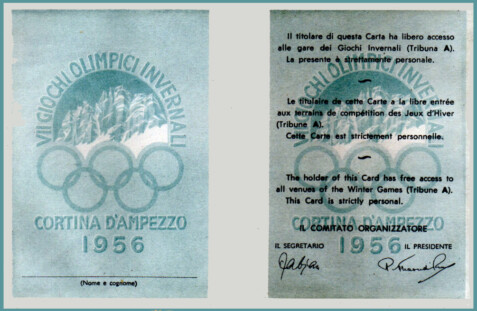 VII GIOCHI OLIMPICI INVERNALI
CORTINA D'AMPEZZO
1956
(Nome e cognome)
Il titolare di questa Carta ha libero accesso
alle gare dei Giochi Invernali (Tribuna A).
La presente è strettamente personale.
Le titulaire de cette Carte a la libre entrée
aux terrains de compétition des Jeux d'Hiver
(Tribune A).
Cette Carte est strictement personnelle.
The holder of this Card has free access to
all venues of the Winter Games (Tribune A).
This Card is strictly personal.
IL COMITATO ORGANIZZATORE
IL SEGRETARIO IL PRESIDENTE
VII GIOCHI OLIMPICI INVERNALI
CORTINA D'AMPEZZO
1956